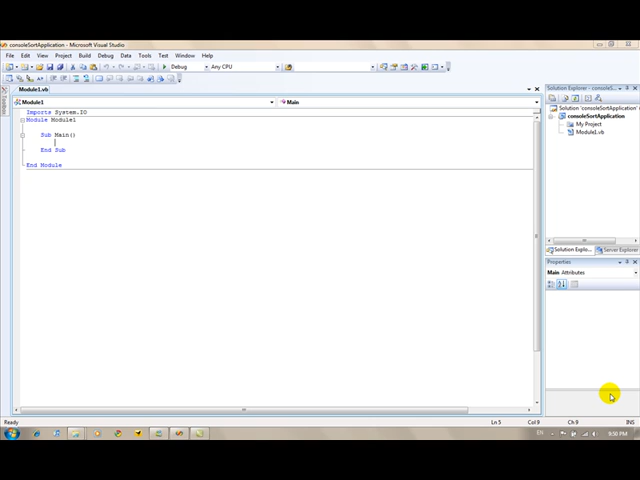 consoleSortApplication - Microsoft Visual Studio
File Edit View Project Build Debug Data Tools Test Window Help
Debug Any CPU
Module1.vb
Solution Explorer - consoleS...
Toolbox
Module1 Main
Solution 'consoleSortApplication'
consoleSortApplication
My Project
Module1.vb
Imports System.IO
Module Module1
Sub Main()
End Sub
End Module
Solution Explo... Server Explorer
Properties
Main Attributes
Ready Ln 5 Col 9 Ch 9 INS
EN 9:50 PM